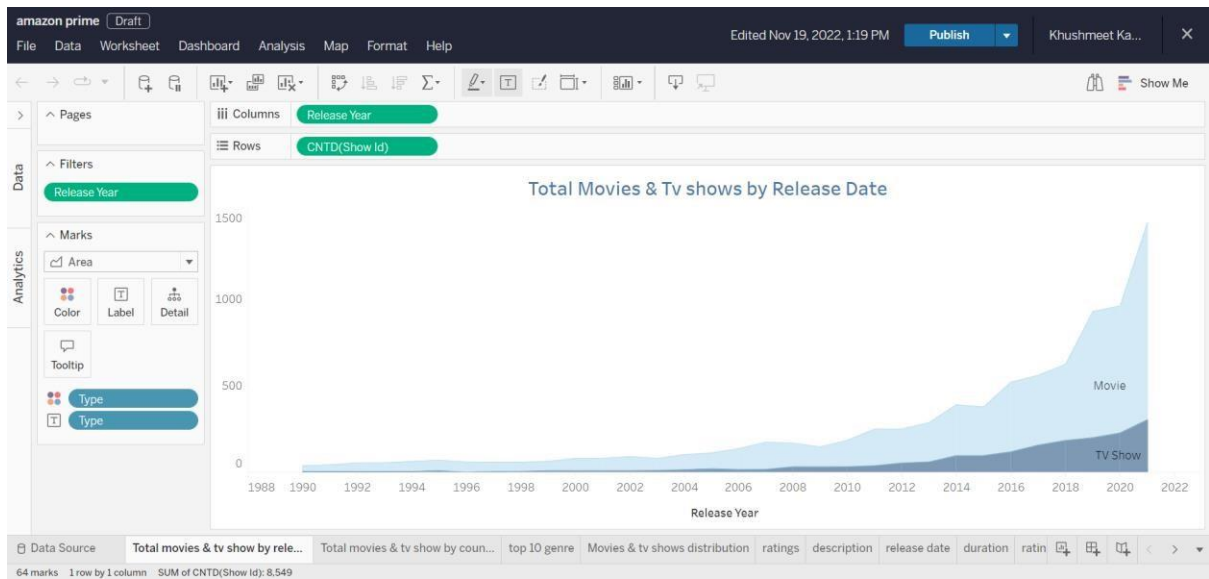 amazon prime Draft
File Data Worksheet Dashboard Analysis Map Format Help
Edited Nov 19, 2022, 1:19 PM Publish Khushmeet Ka...
Show Me
Pages
iii Columns Release Year
Rows CNTD(Show Id)
Data
Analytics
Filters
Release Year
Marks
Area
Color Label Detail
Tooltip
Type
Type
Total Movies & Tv shows by Release Date
1500
1000
500
0
Movie
TV Show
1988 1990 1992 1994 1996 1998 2000 2002 2004 2006 2008 2010 2012 2014 2016 2018 2020 2022
Release Year
Data Source Total movies & tv show by rele... Total movies & tv show by coun... top 10 genre Movies & tv shows distribution ratings description release date duration ratin
64 marks 1 row by 1 column SUM of CNTD(Show Id): 8,549